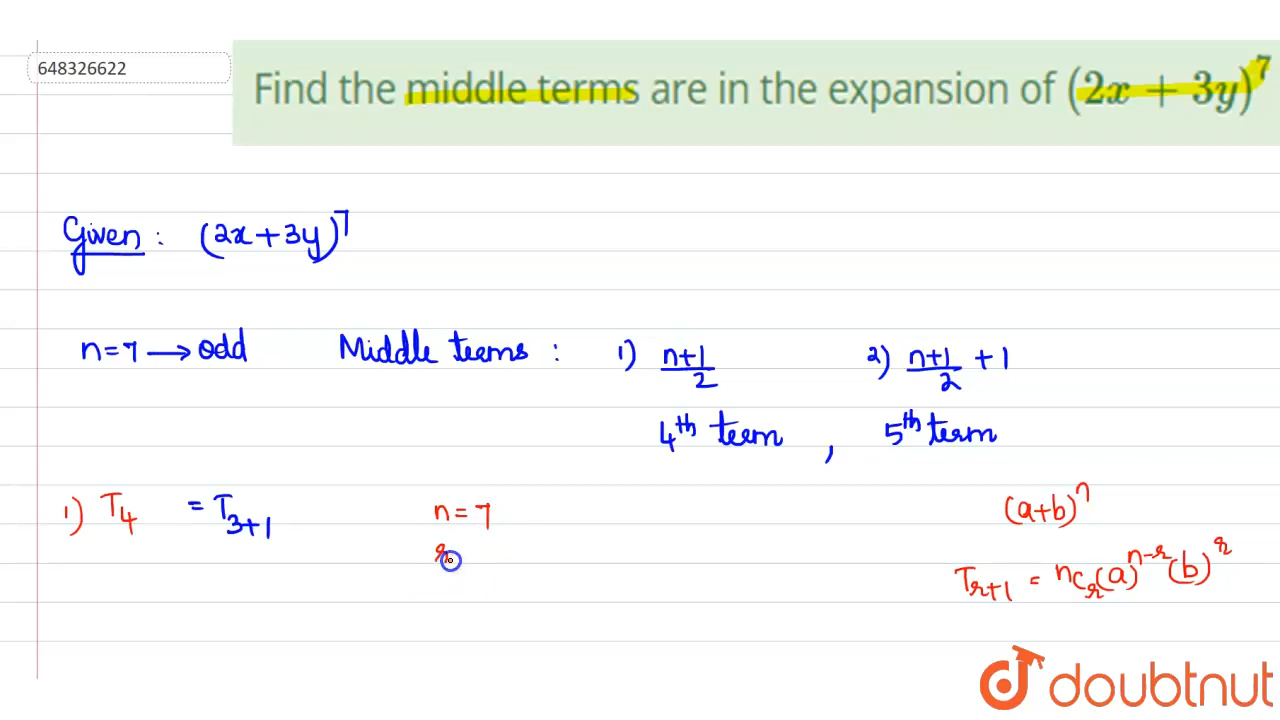 648326622
Find the middle terms are in the expansion of (2x + 3y)^7
Given : (2x+3y)^7
n=7 → odd Middle terms : 1) n+1/2 2) n+1/2 + 1
4th term , 5th term
1) T4 = T3+1 n = 7 (a+b)^n
r
Tr+1 = nCr (a)^n-r (b)^r
doubtnut